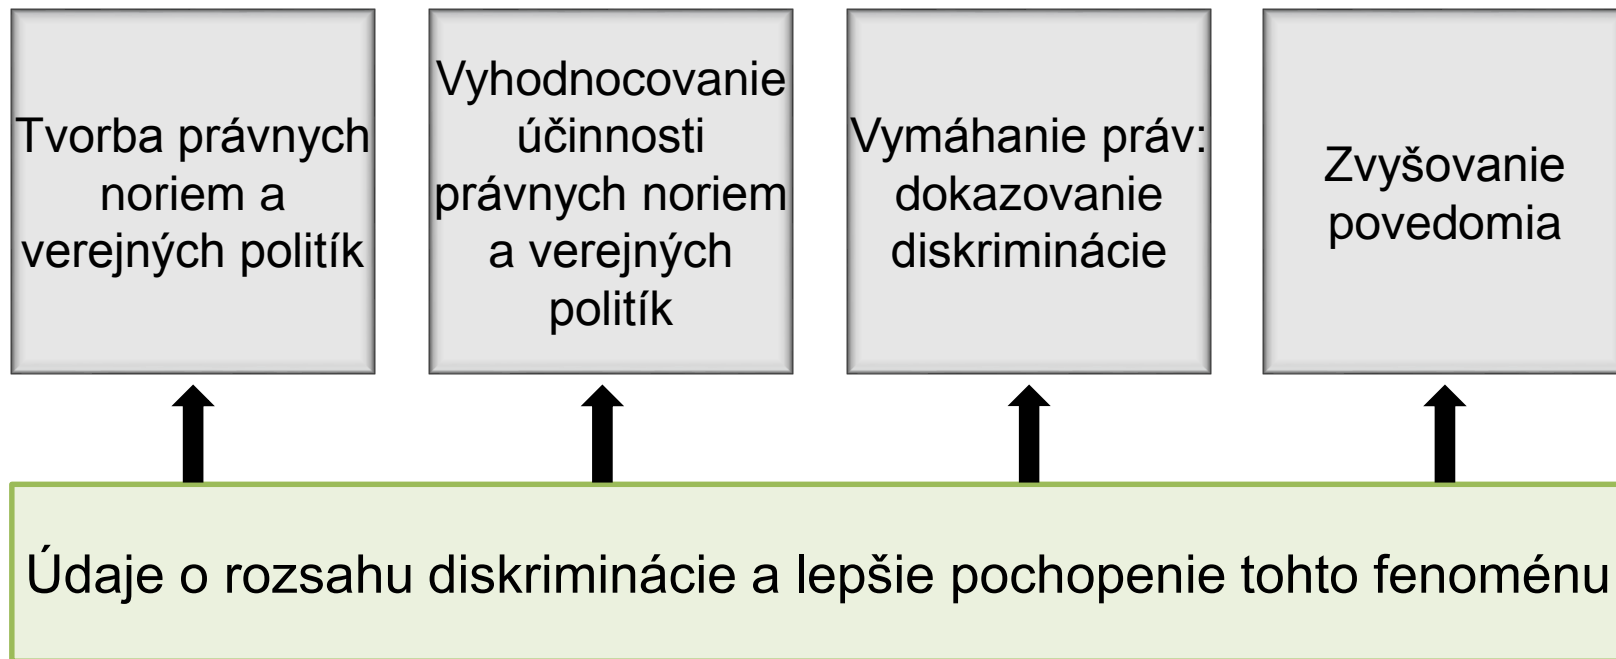 Tvorba právnych
noriem a
verejných politík
Vyhodnocovanie
účinnosti
právnych noriem
a verejných
politík
Vymáhanie práv:
dokazovanie
diskriminácie
Zvyšovanie
povedomia
Údaje o rozsahu diskriminácie a lepšie pochopenie tohto fenoménu